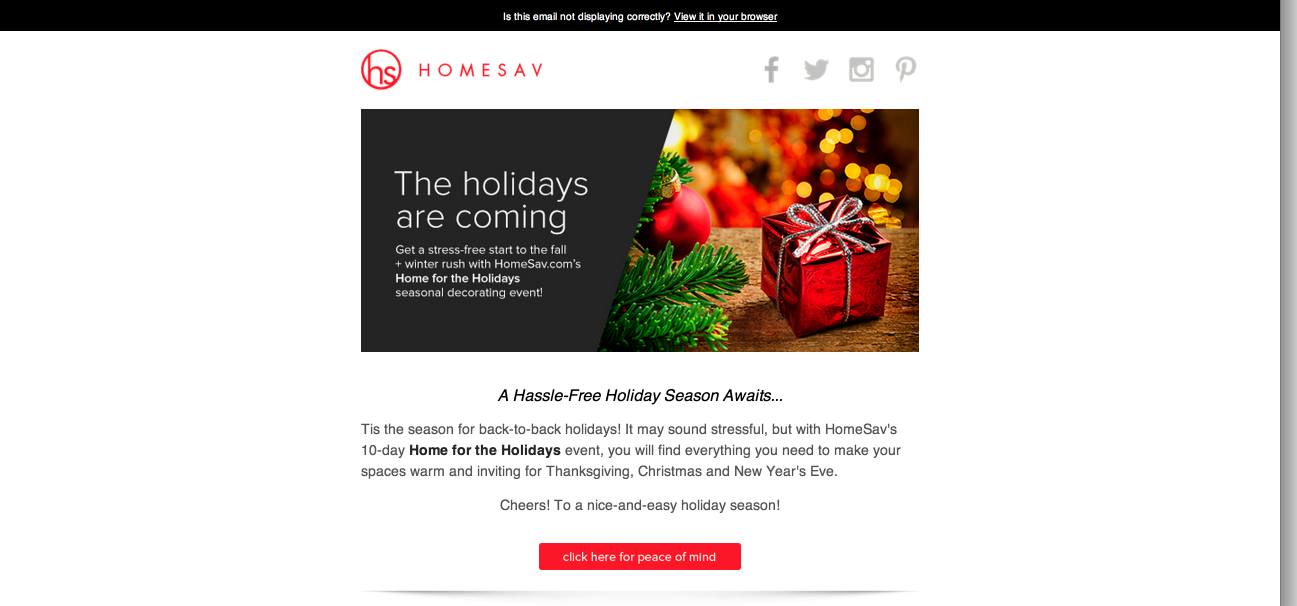 Is this email not displaying correctly? View it in your browser
hs HOMESAV
The holidays
are coming
Get a stress-free start to the fall
+ winter rush with HomeSav.com's
Home for the Holidays
seasonal decorating event!
A Hassle-Free Holiday Season Awaits...
Tis the season for back-to-back holidays! It may sound stressful, but with HomeSav's
10-day Home for the Holidays event, you will find everything you need to make your
spaces warm and inviting for Thanksgiving, Christmas and New Year's Eve.
Cheers! To a nice-and-easy holiday season!
click here for peace of mind